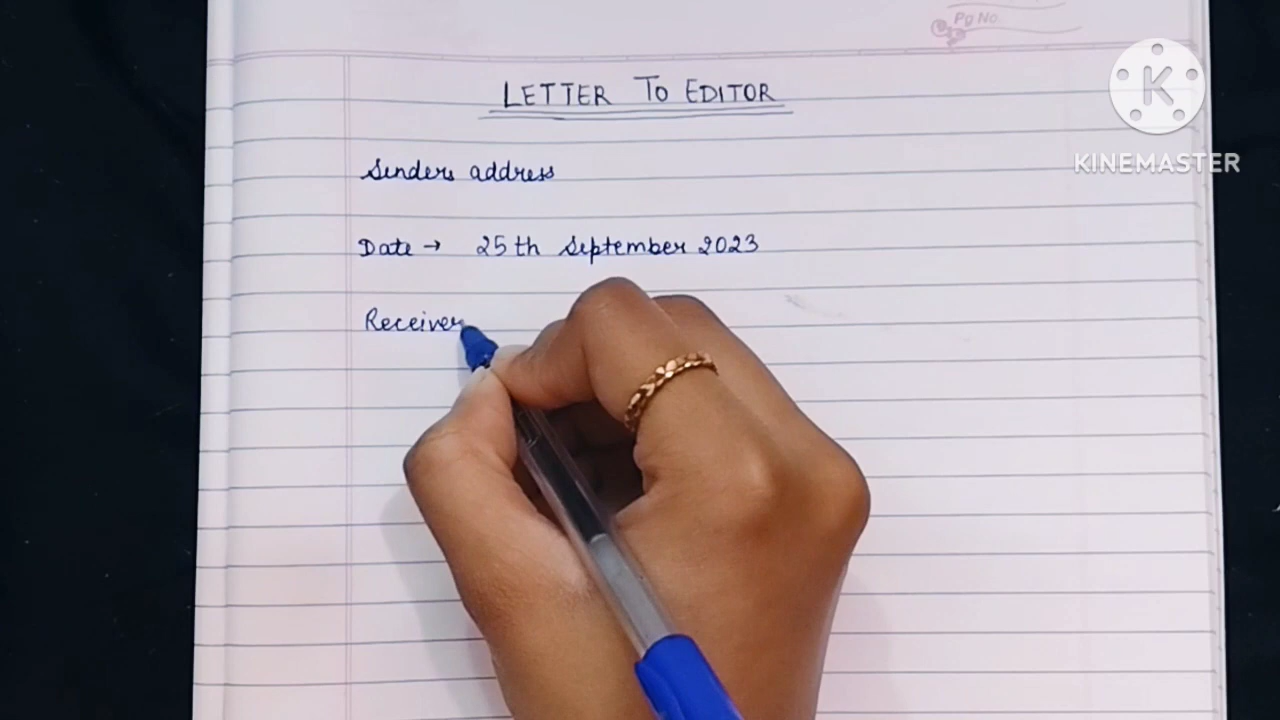 Pg No
LETTER TO EDITOR
K
KINEMASTER
Senders address
Date → 25th September 2023
Receiver